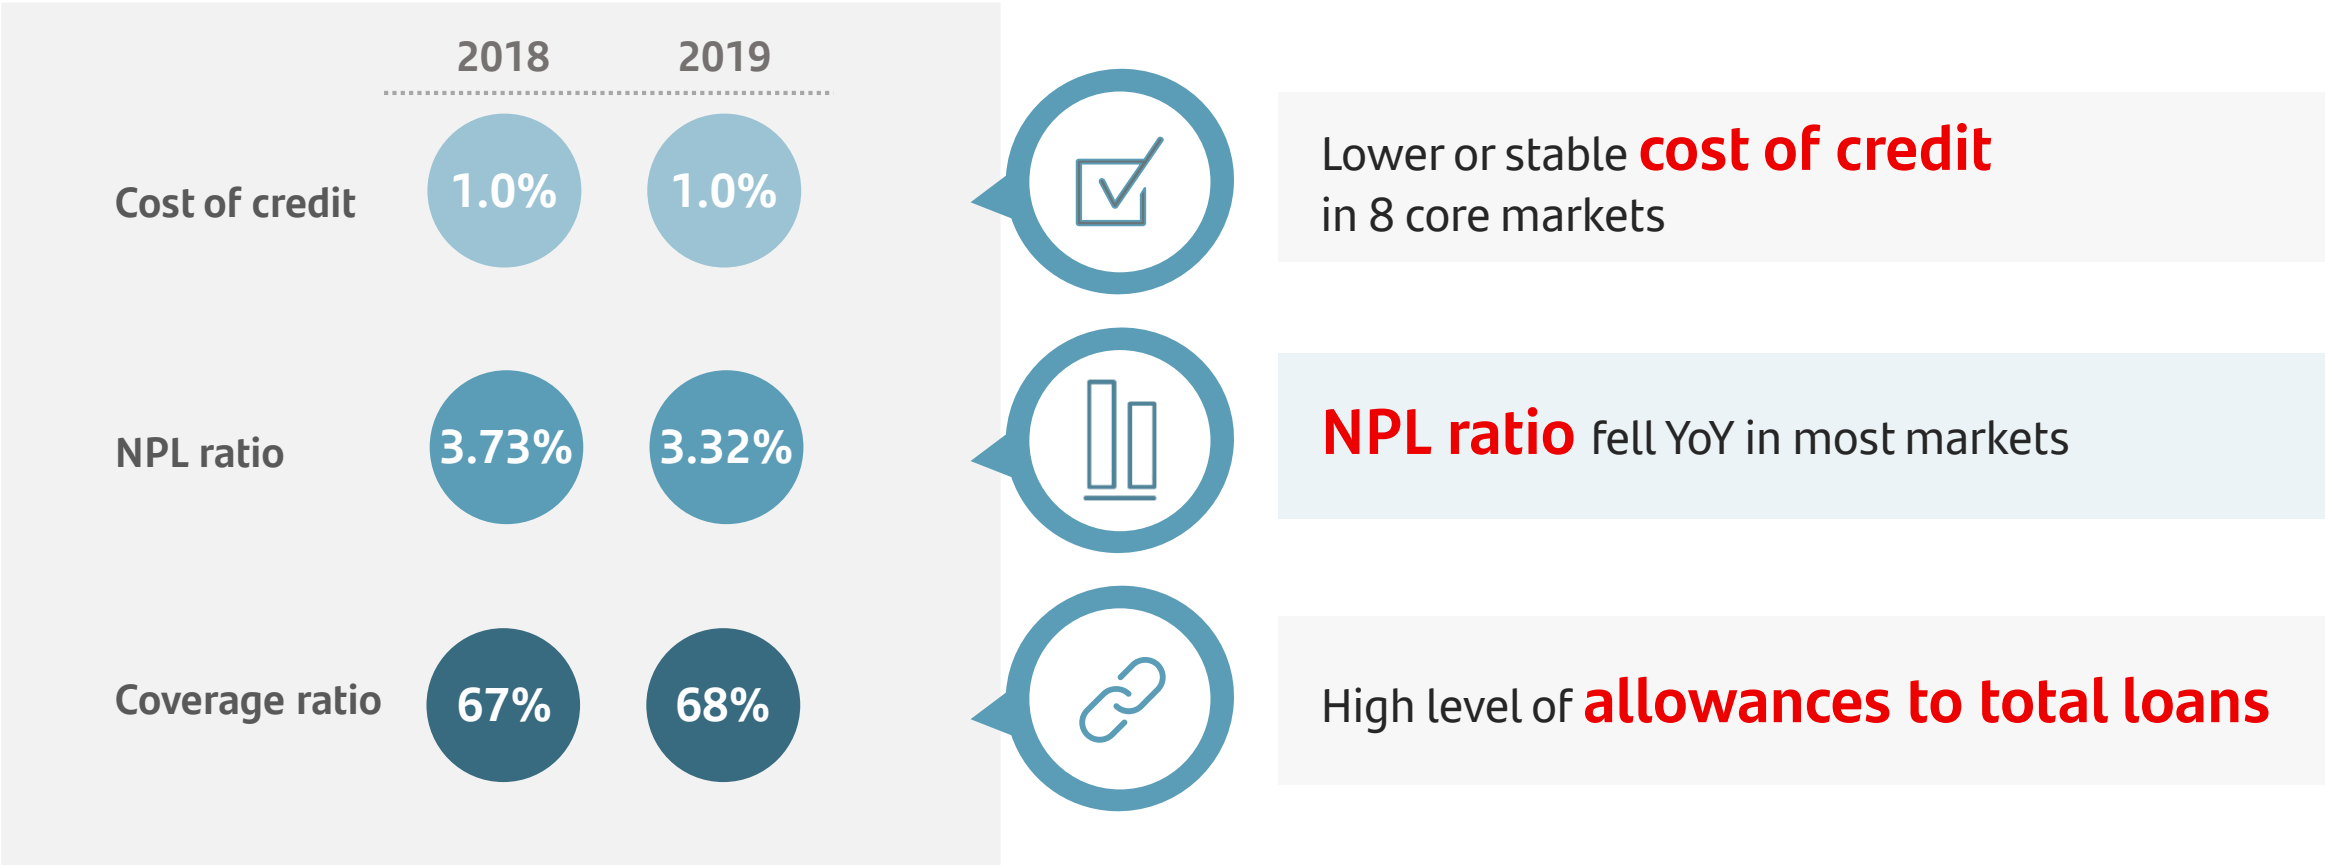 2018 2019
Cost of credit 1.0% 1.0%
Lower or stable cost of credit
in 8 core markets
NPL ratio 3.73% 3.32%
NPL ratio fell YoY in most markets
Coverage ratio 67% 68%
High level of allowances to total loans